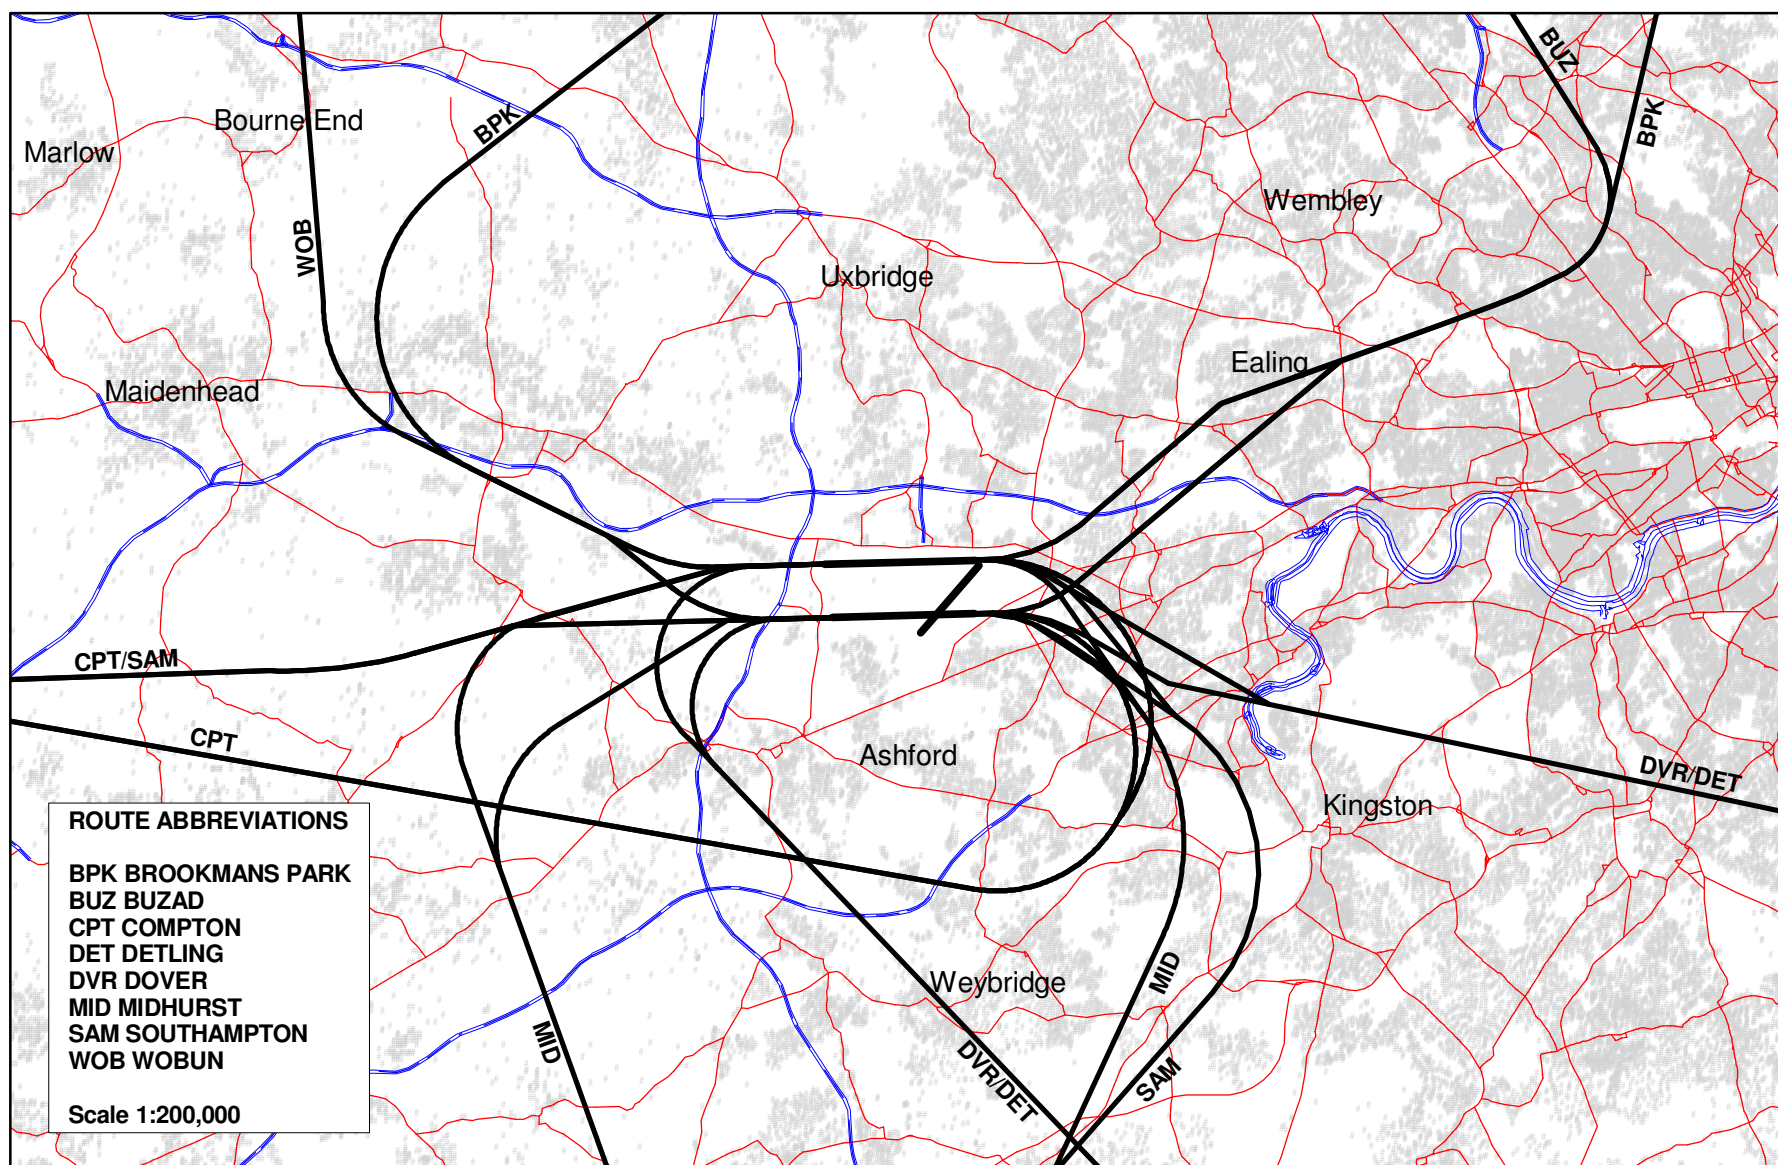 BUZ
BPK
BPK
Bourne End
Marlow
Wembley
WOB
Uxbridge
Ealing
Maidenhead
CPT/SAM
CPT
Ashford
DVR/DET
Kingston
ROUTE ABBREVIATIONS
BPK BROOKMANS PARK
BUZ BUZAD
CPT COMPTON
DET DETLING
DVR DOVER
MID MIDHURST
SAM SOUTHAMPTON
WOB WOBUN
Scale 1:200,000
MID
Weybridge
MID
DVR/DET
SAM